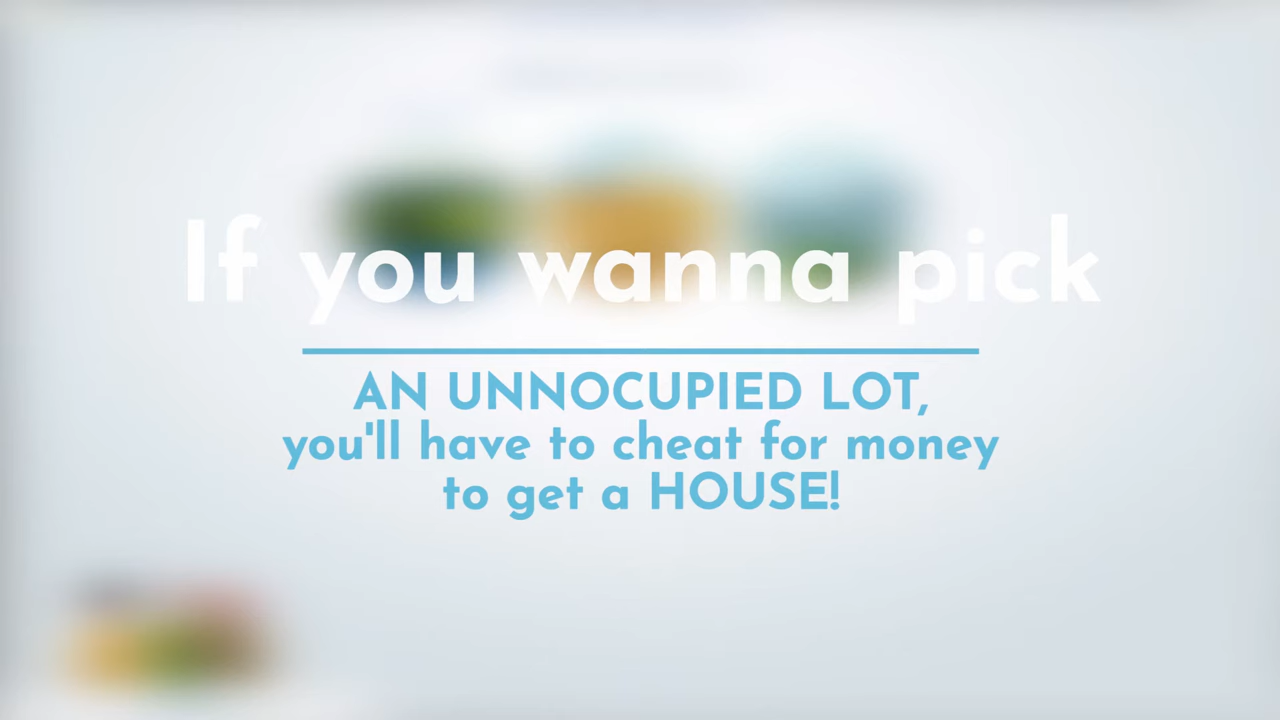 If you wanna pick
AN UNNOCUPIED LOT,
you'll have to cheat for money
to get a HOUSE!